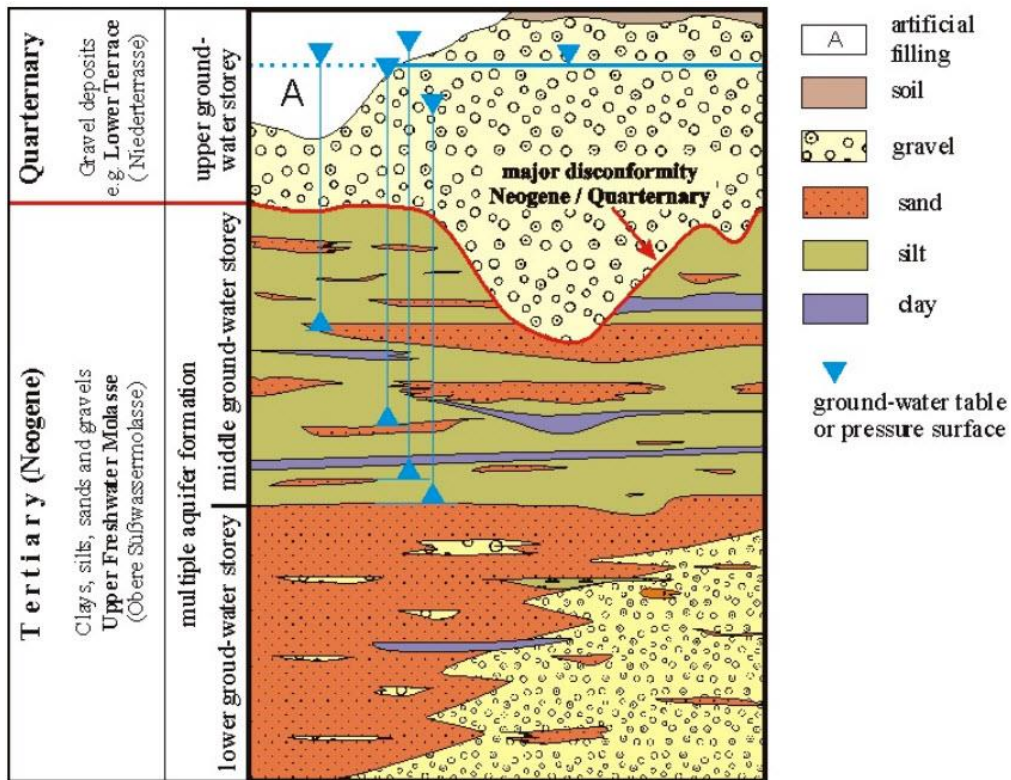 Quarternary
Gravel deposits
e.g. Lower Terrace
( Niederterrasse)
upper ground-
water storey
Tertiary (Neogene)
Clays, silts, sands and gravels
Upper Freshwater Molasse
(Obere Süßwassermolasse)
multiple aquifer formation
middle ground-water storey
lower groud-water storey
A
major disconformity
Neogene / Quarternary
A
artificial
filling
soil
gravel
sand
silt
clay
ground-water table
or pressure surface